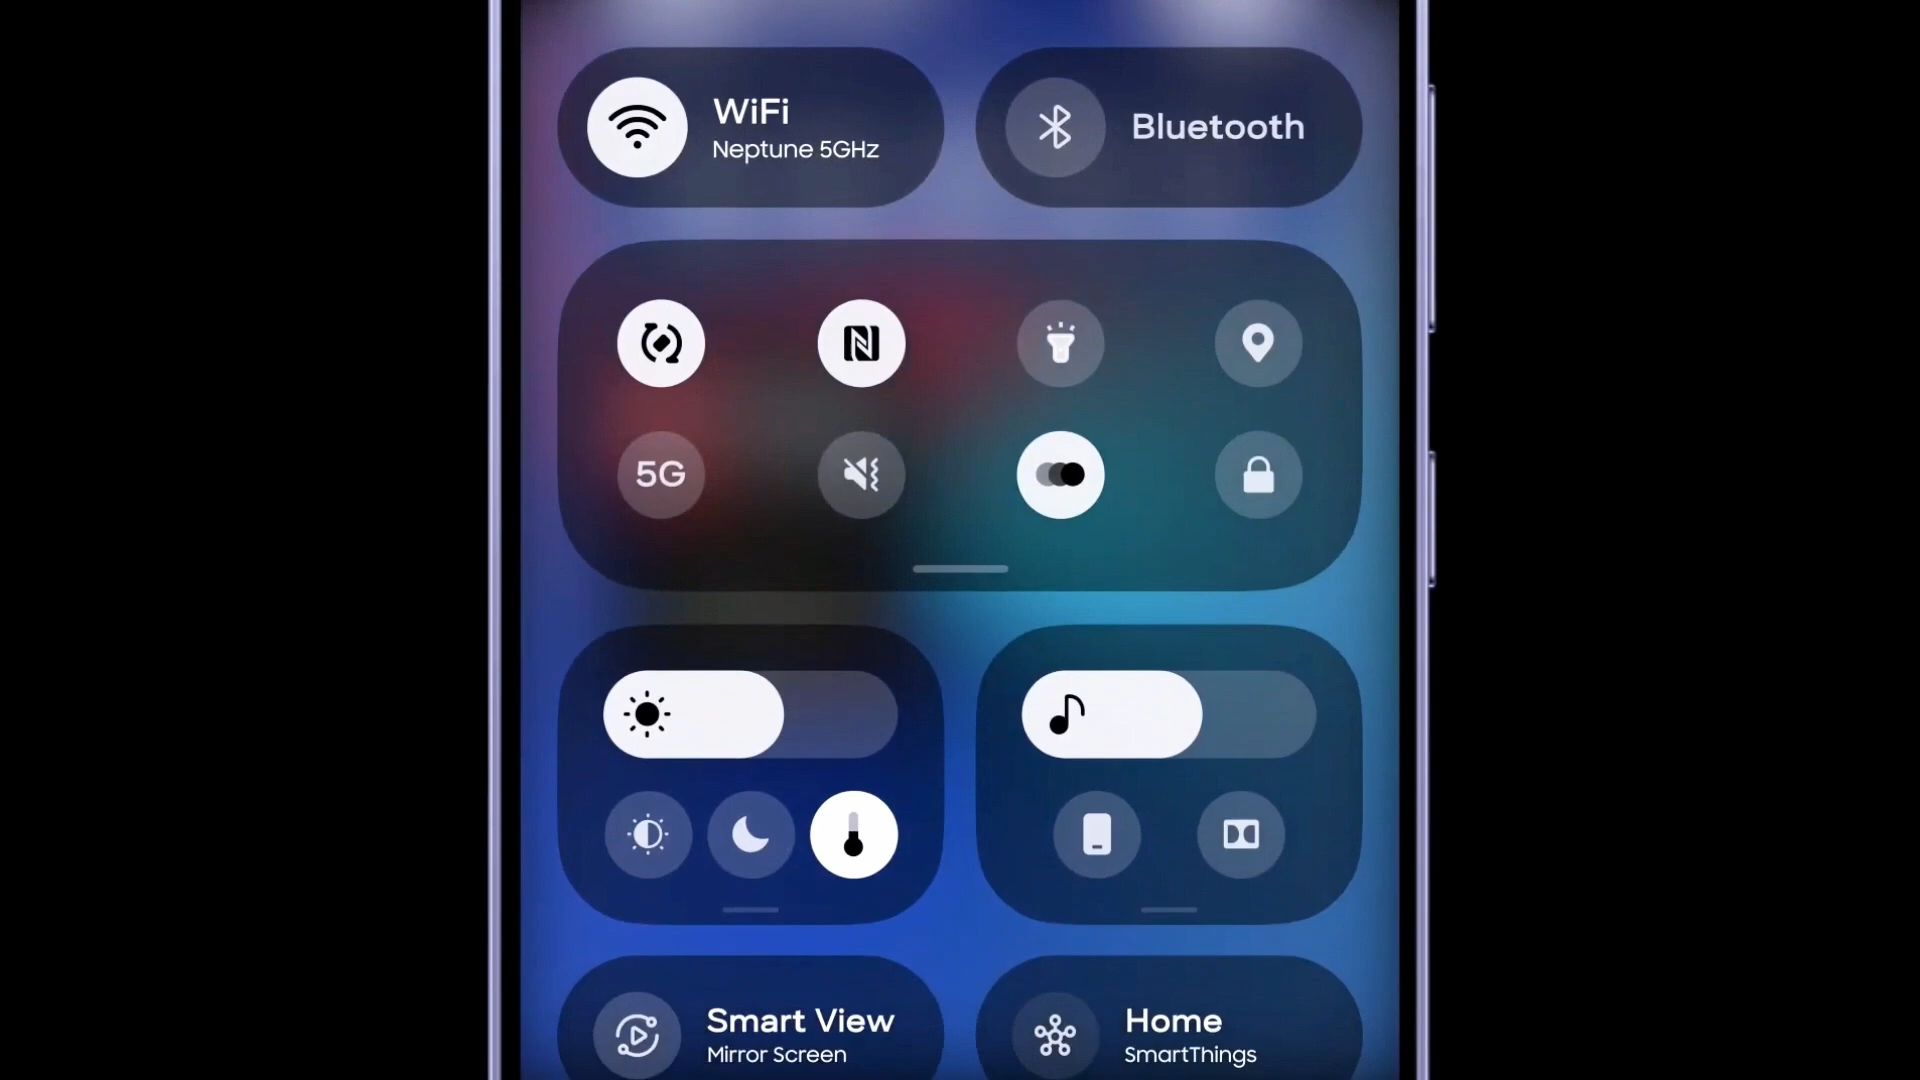 WiFi
Neptune 5GHz
Bluetooth
5G
Smart View
Mirror Screen
Home
SmartThings